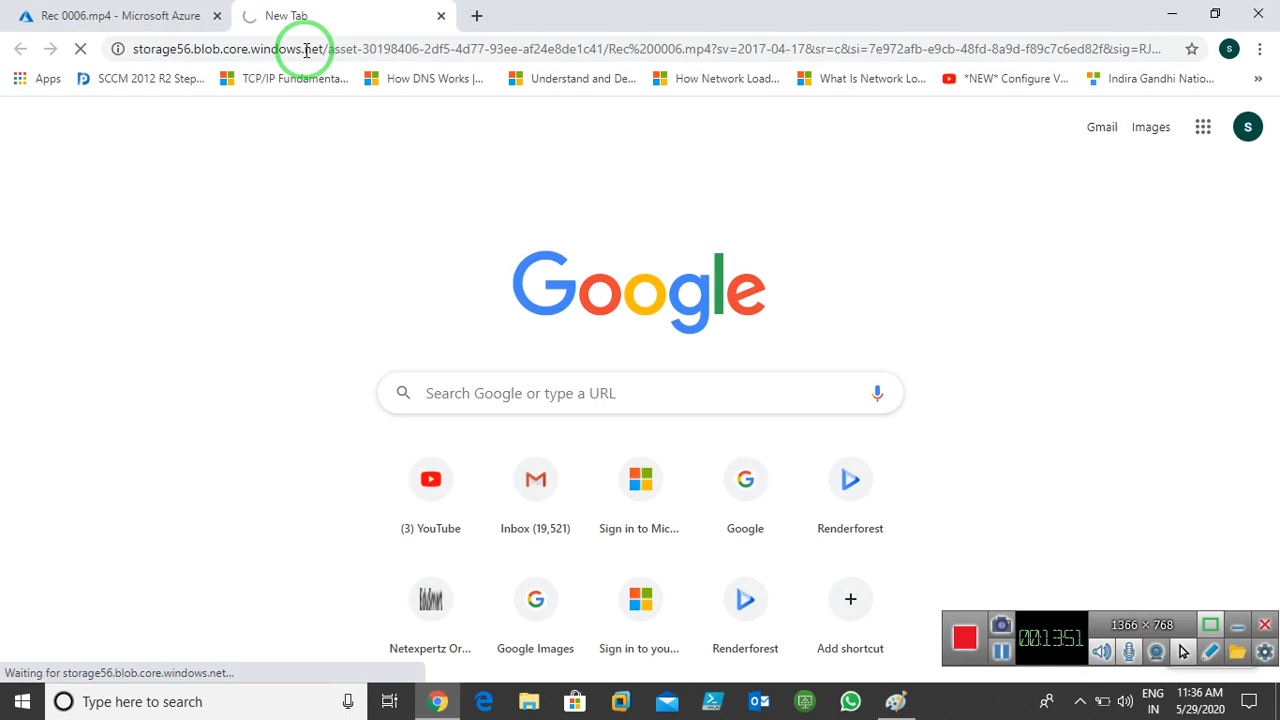 Rec 0006.mp4 - Microsoft Azure
New Tab
storage56.blob.core.windows.net/asset-30198406-2df5-4d77-93ee-af24e8de1c41/Rec%200006.mp4?sv=2017-04-17&sr=c&si=7e972afb-e9cb-48fd-8a9d-f89c7c6ed82f&sig=RJ...
S
Apps
SCCM 2012 R2 Step...
TCP/IP Fundamenta...
How DNS Works |...
Understand and De...
How Network Load...
What Is Network Lo...
*NEW* Configure V...
Indira Gandhi Natio...
»
Gmail
Images
S
Google
Search Google or type a URL
(3) YouTube
Inbox (19,521)
Sign in to Mic...
Google
Renderforest
Netexpertz Or...
Google Images
Sign in to you...
Renderforest
Add shortcut
00:13:51
1366 × 768
Waiting for storage56.blob.core.windows.net...
Type here to search
ENG
IN
11:36 AM
5/29/2020